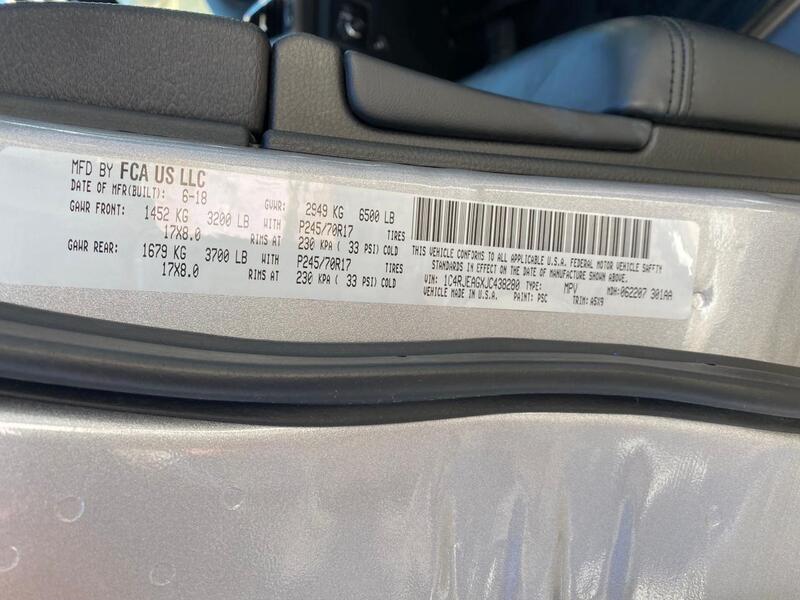 MFD BY FCA US LLC
DATE OF MFR(BUILT): 6-18 GVWR: 2949 KG 6500 LB
GAWR FRONT: 1452 KG 3200 LB WITH P245/70R17 TIRES
17X8.0 RIMS AT 230 KPA ( 33 PSI) COLD
GAWR REAR: 1679 KG 3700 LB WITH P245/70R17 TIRES
17X8.0 RIMS AT 230 KPA ( 33 PSI) COLD
THIS VEHICLE CONFORMS TO ALL APPLICABLE U.S.A. FEDERAL MOTOR VEHICLE SAFETY
STANDARDS IN EFFECT ON THE DATE OF MANUFACTURE SHOWN ABOVE.
VIN: 1C4RJEAGXJC438280 TYPE: MPV MDH: 062207 301AA
VEHICLE MADE IN U.S.A. PAINT: PSC TRIM: A5X9